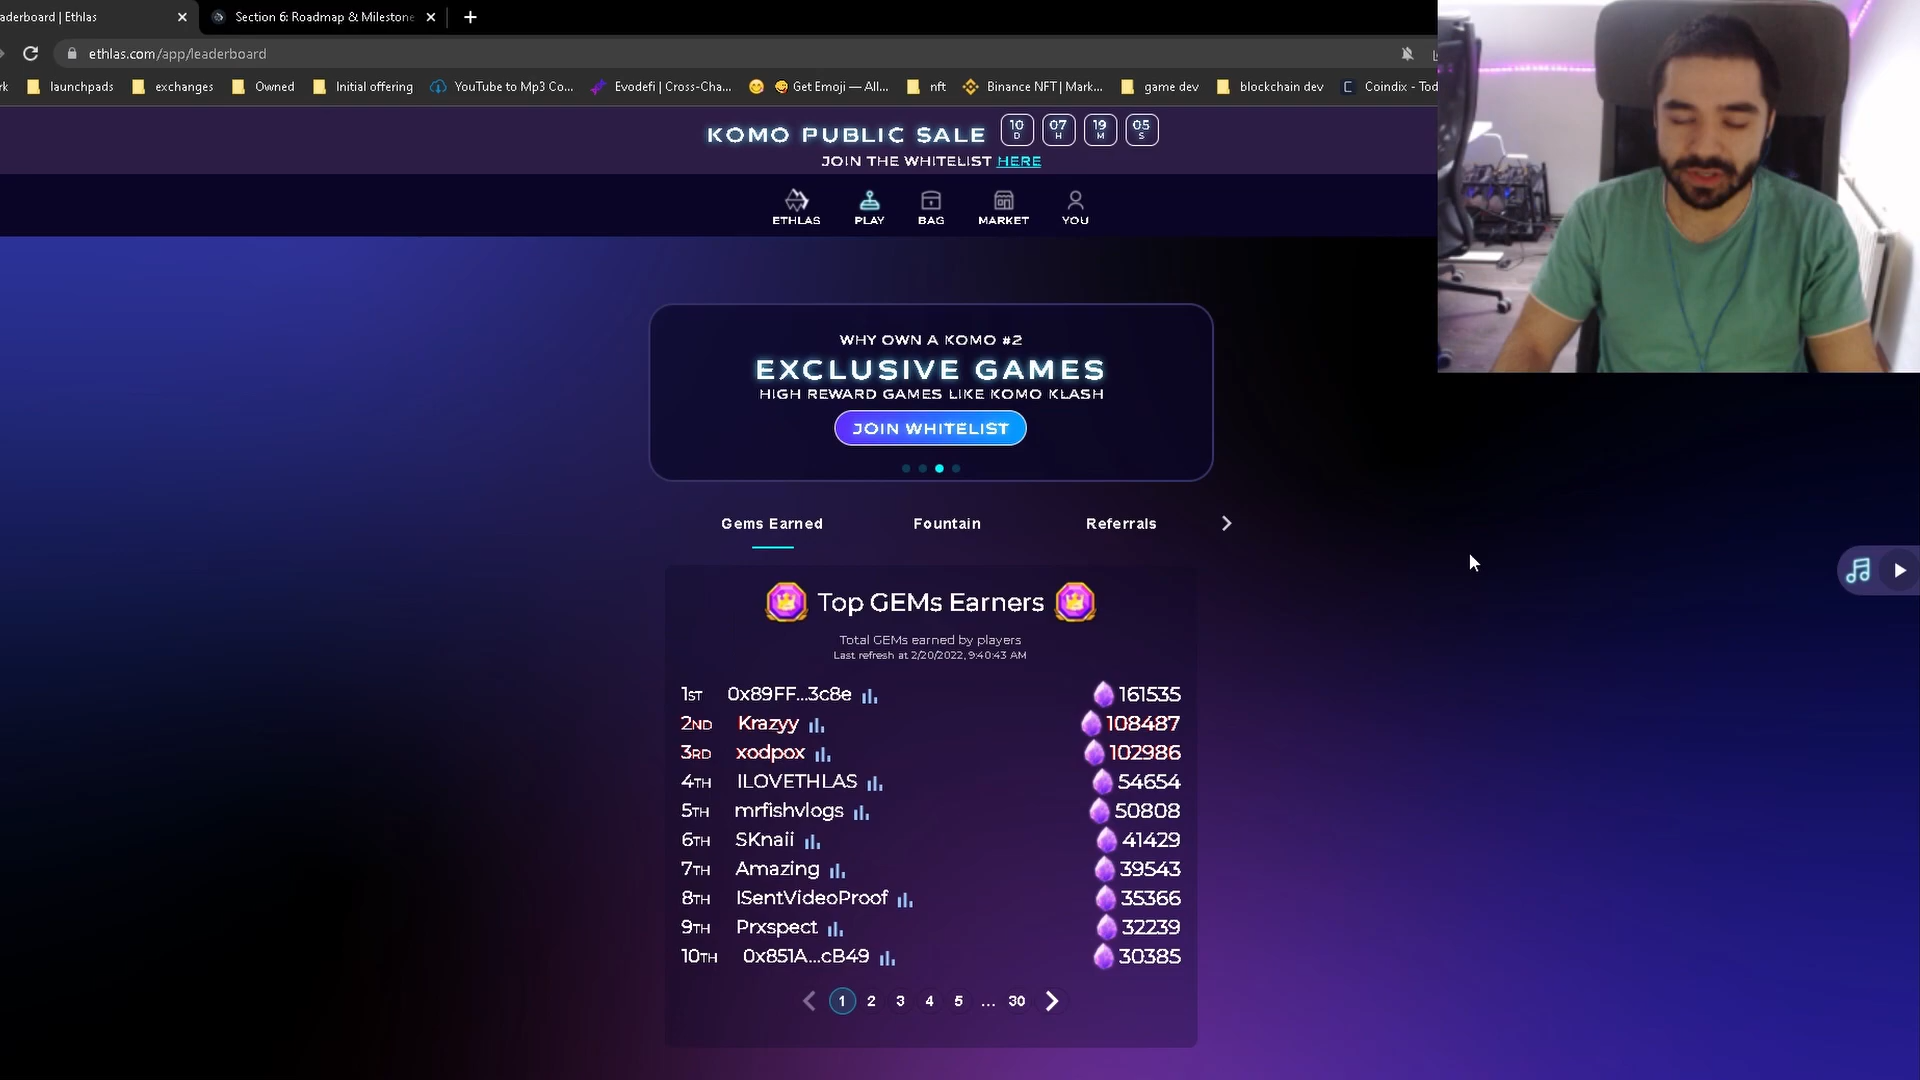 aderboard | Ethlas
Section 6: Roadmap & Milestone
ethlas.com/app/leaderboard
rk launchpads exchanges Owned Initial offering YouTube to Mp3 Co... Evodefi | Cross-Cha... Get Emoji — All... nft Binance NFT | Mark... game dev blockchain dev Coindix - Tod
KOMO PUBLIC SALE 10 D 07 H 19 M 05 S
JOIN THE WHITELIST HERE
ETHLAS PLAY BAG MARKET YOU
WHY OWN A KOMO #2
EXCLUSIVE GAMES
HIGH REWARD GAMES LIKE KOMO KLASH
JOIN WHITELIST
Gems Earned Fountain Referrals
Top GEMs Earners
Total GEMs earned by players
Last refresh at 2/20/2022, 9:40:43 AM
1ST 0x89FF...3c8e 161535
2ND Krazyy 108487
3RD xodpox 102986
4TH ILOVETHLAS 54654
5TH mrfishvlogs 50808
6TH SKnaii 41429
7TH Amazing 39543
8TH ISentVideoProof 35366
9TH Prxspect 32239
10TH 0x851A...cB49 30385
1 2 3 4 5 ... 30